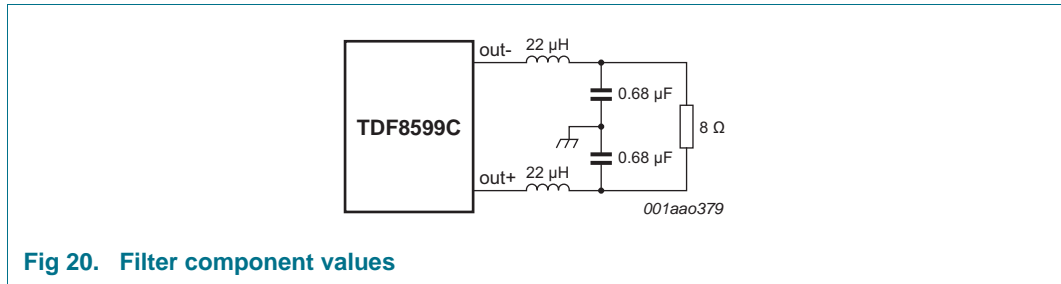 out- 22 µH
0.68 µF
TDF8599C
8 Ω
0.68 µF
out+ 22 µH
001aao379
Fig 20. Filter component values